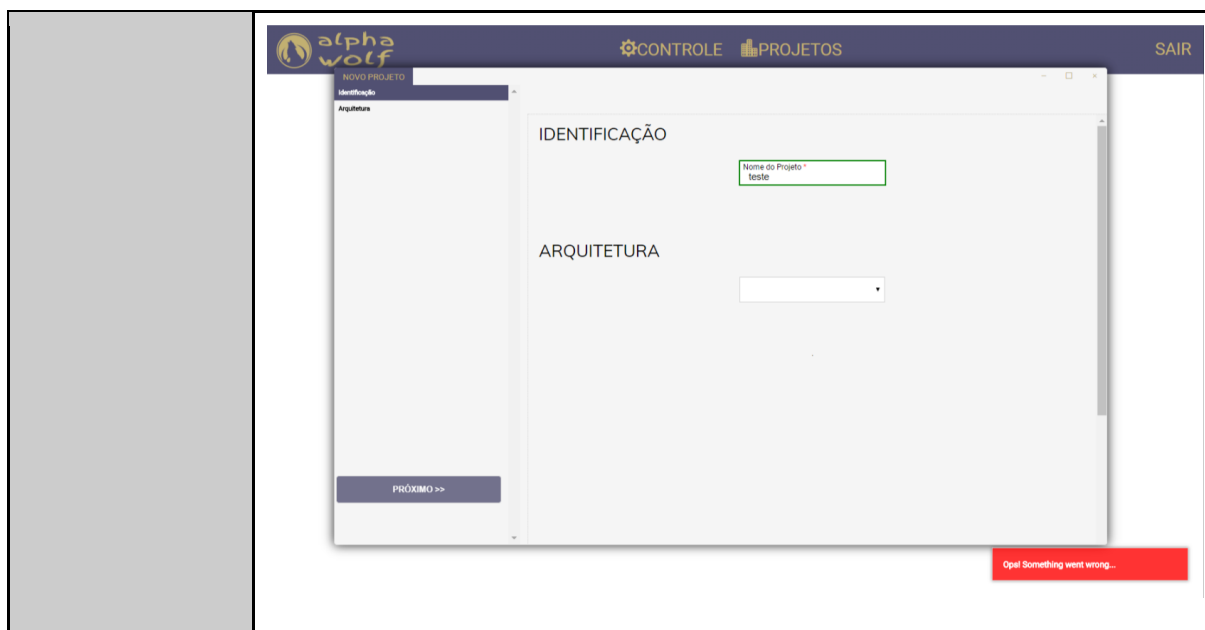 alpha
wolf
CONTROLE PROJETOS SAIR
NOVO PROJETO
Identificação
Arquitetura
IDENTIFICAÇÃO
Nome do Projeto *
teste
ARQUITETURA
PRÓXIMO >>
Ops! Something went wrong...